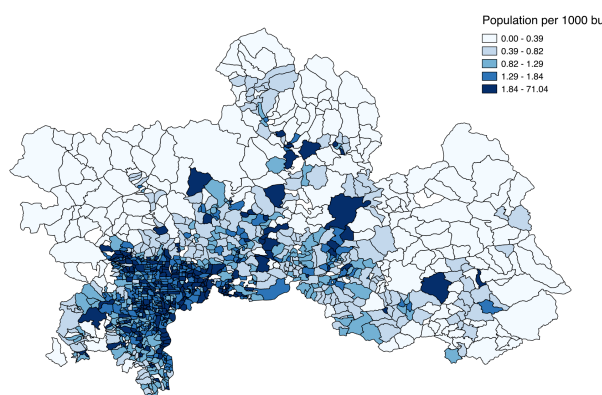 Population per 1000 bu
0.00 - 0.39
0.39 - 0.82
0.82 - 1.29
1.29 - 1.84
1.84 - 71.04